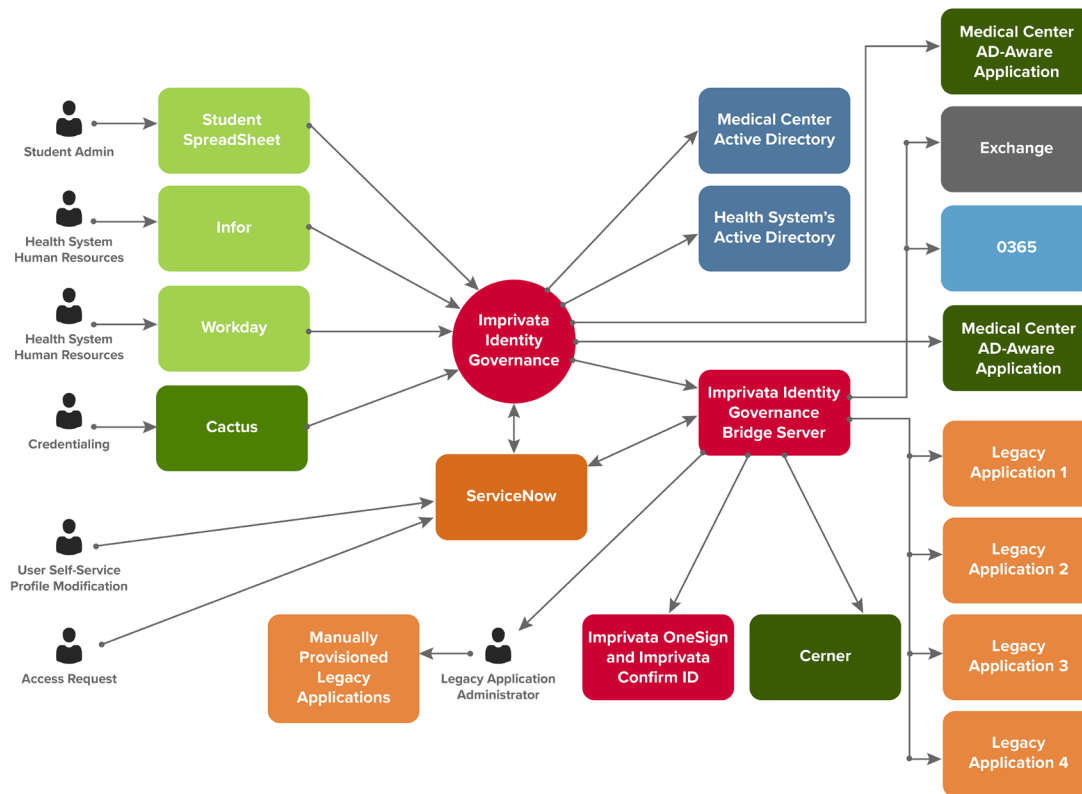 Student Admin
Student
SpreadSheet
Health System
Human Resources
Infor
Health System
Human Resources
Workday
Credentialing
Cactus
User Self-Service
Profile Modification
Access Request
Imprivata
Identity
Governance
ServiceNow
Manually
Provisioned
Legacy
Applications
Legacy Application
Administrator
Medical Center
Active Directory
Health System’s
Active Directory
Imprivata Identity
Governance
Bridge Server
Imprivata OneSign
and Imprivata
Confirm ID
Cerner
Medical Center
AD-Aware
Application
Exchange
0365
Medical Center
AD-Aware
Application
Legacy
Application 1
Legacy
Application 2
Legacy
Application 3
Legacy
Application 4